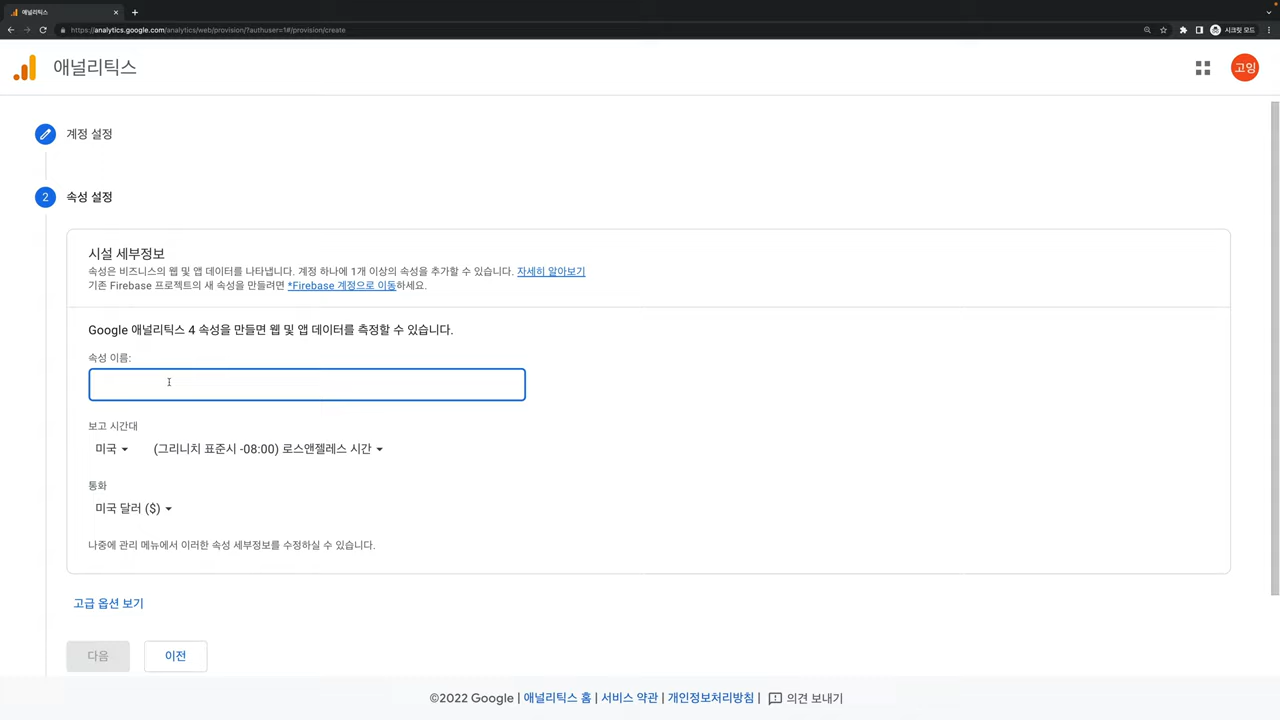 애널리틱스
https://analytics.google.com/analytics/web/provision/?authuser=1#/provision/create
시크릿 모드
애널리틱스
고잉
계정 설정
2
속성 설정
시설 세부정보
속성은 비즈니스의 웹 및 앱 데이터를 나타냅니다. 계정 하나에 1개 이상의 속성을 추가할 수 있습니다. 자세히 알아보기
기존 Firebase 프로젝트의 새 속성을 만들려면 *Firebase 계정으로 이동하세요.
Google 애널리틱스 4 속성을 만들면 웹 및 앱 데이터를 측정할 수 있습니다.
속성 이름:
보고 시간대
미국 (그리니치 표준시 -08:00) 로스앤젤레스 시간
통화
미국 달러 ($)
나중에 관리 메뉴에서 이러한 속성 세부정보를 수정하실 수 있습니다.
고급 옵션 보기
다음 이전
©2022 Google | 애널리틱스 홈 | 서비스 약관 | 개인정보처리방침 | 의견 보내기